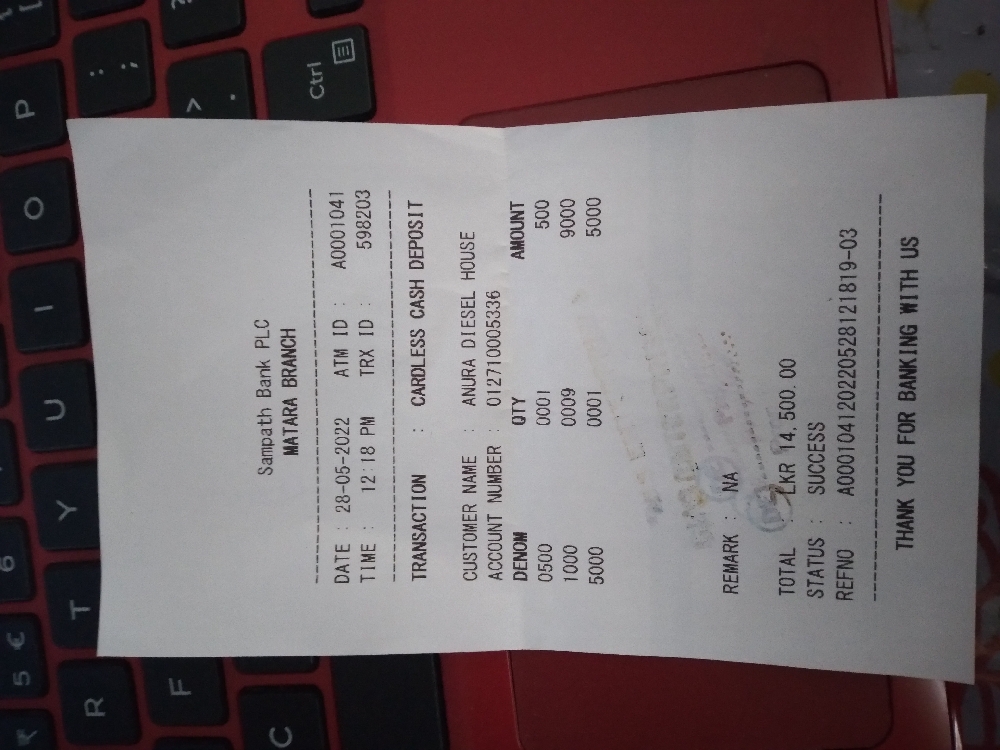 Sampath Bank PLC
MATARA BRANCH
DATE : 28-05-2022 ATM ID : A0001041
TIME : 12:18 PM TRX ID : 598203
TRANSACTION : CARDLESS CASH DEPOSIT
CUSTOMER NAME : ANURA DIESEL HOUSE
ACCOUNT NUMBER : 012710005336
DENOM QTY AMOUNT
0500 0001 500
1000 0009 9000
5000 0001 5000
REMARK : NA
TOTAL : LKR 14,500.00
STATUS : SUCCESS
REFNO : A000104120220528121819-03
THANK YOU FOR BANKING WITH US
P
O
I
U
Y
T
R
F
C
6
5 €
: ;
> .
Ctrl